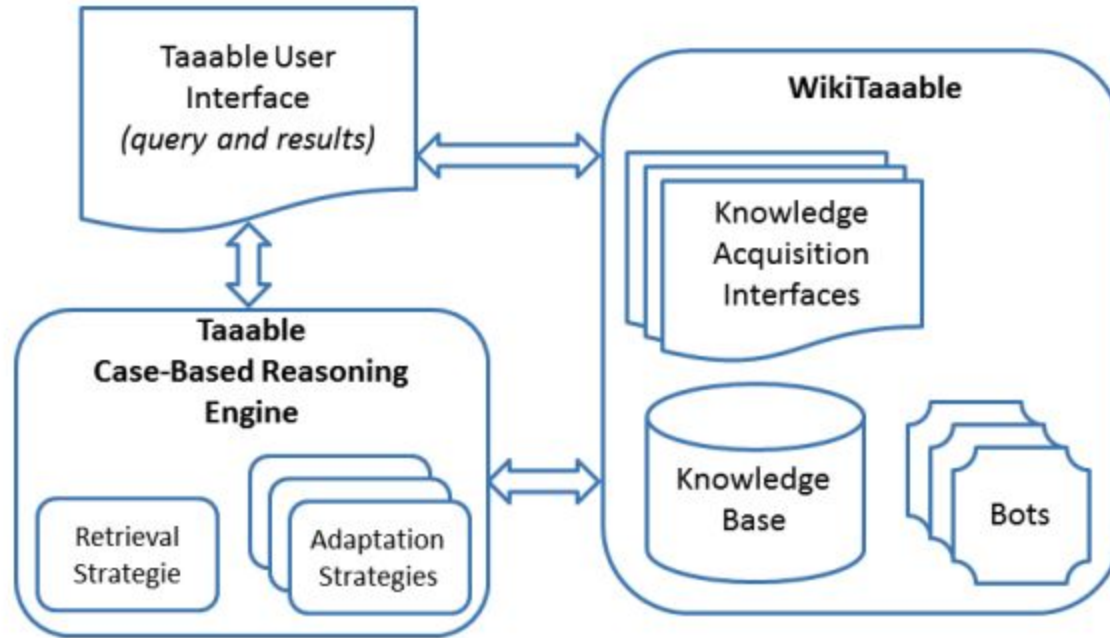 Taaable User
Interface
(query and results)
WikiTaaable
Knowledge
Acquisition
Interfaces
Taaable
Case-Based Reasoning
Engine
Retrieval
Strategie
Adaptation
Strategies
Knowledge
Base
Bots